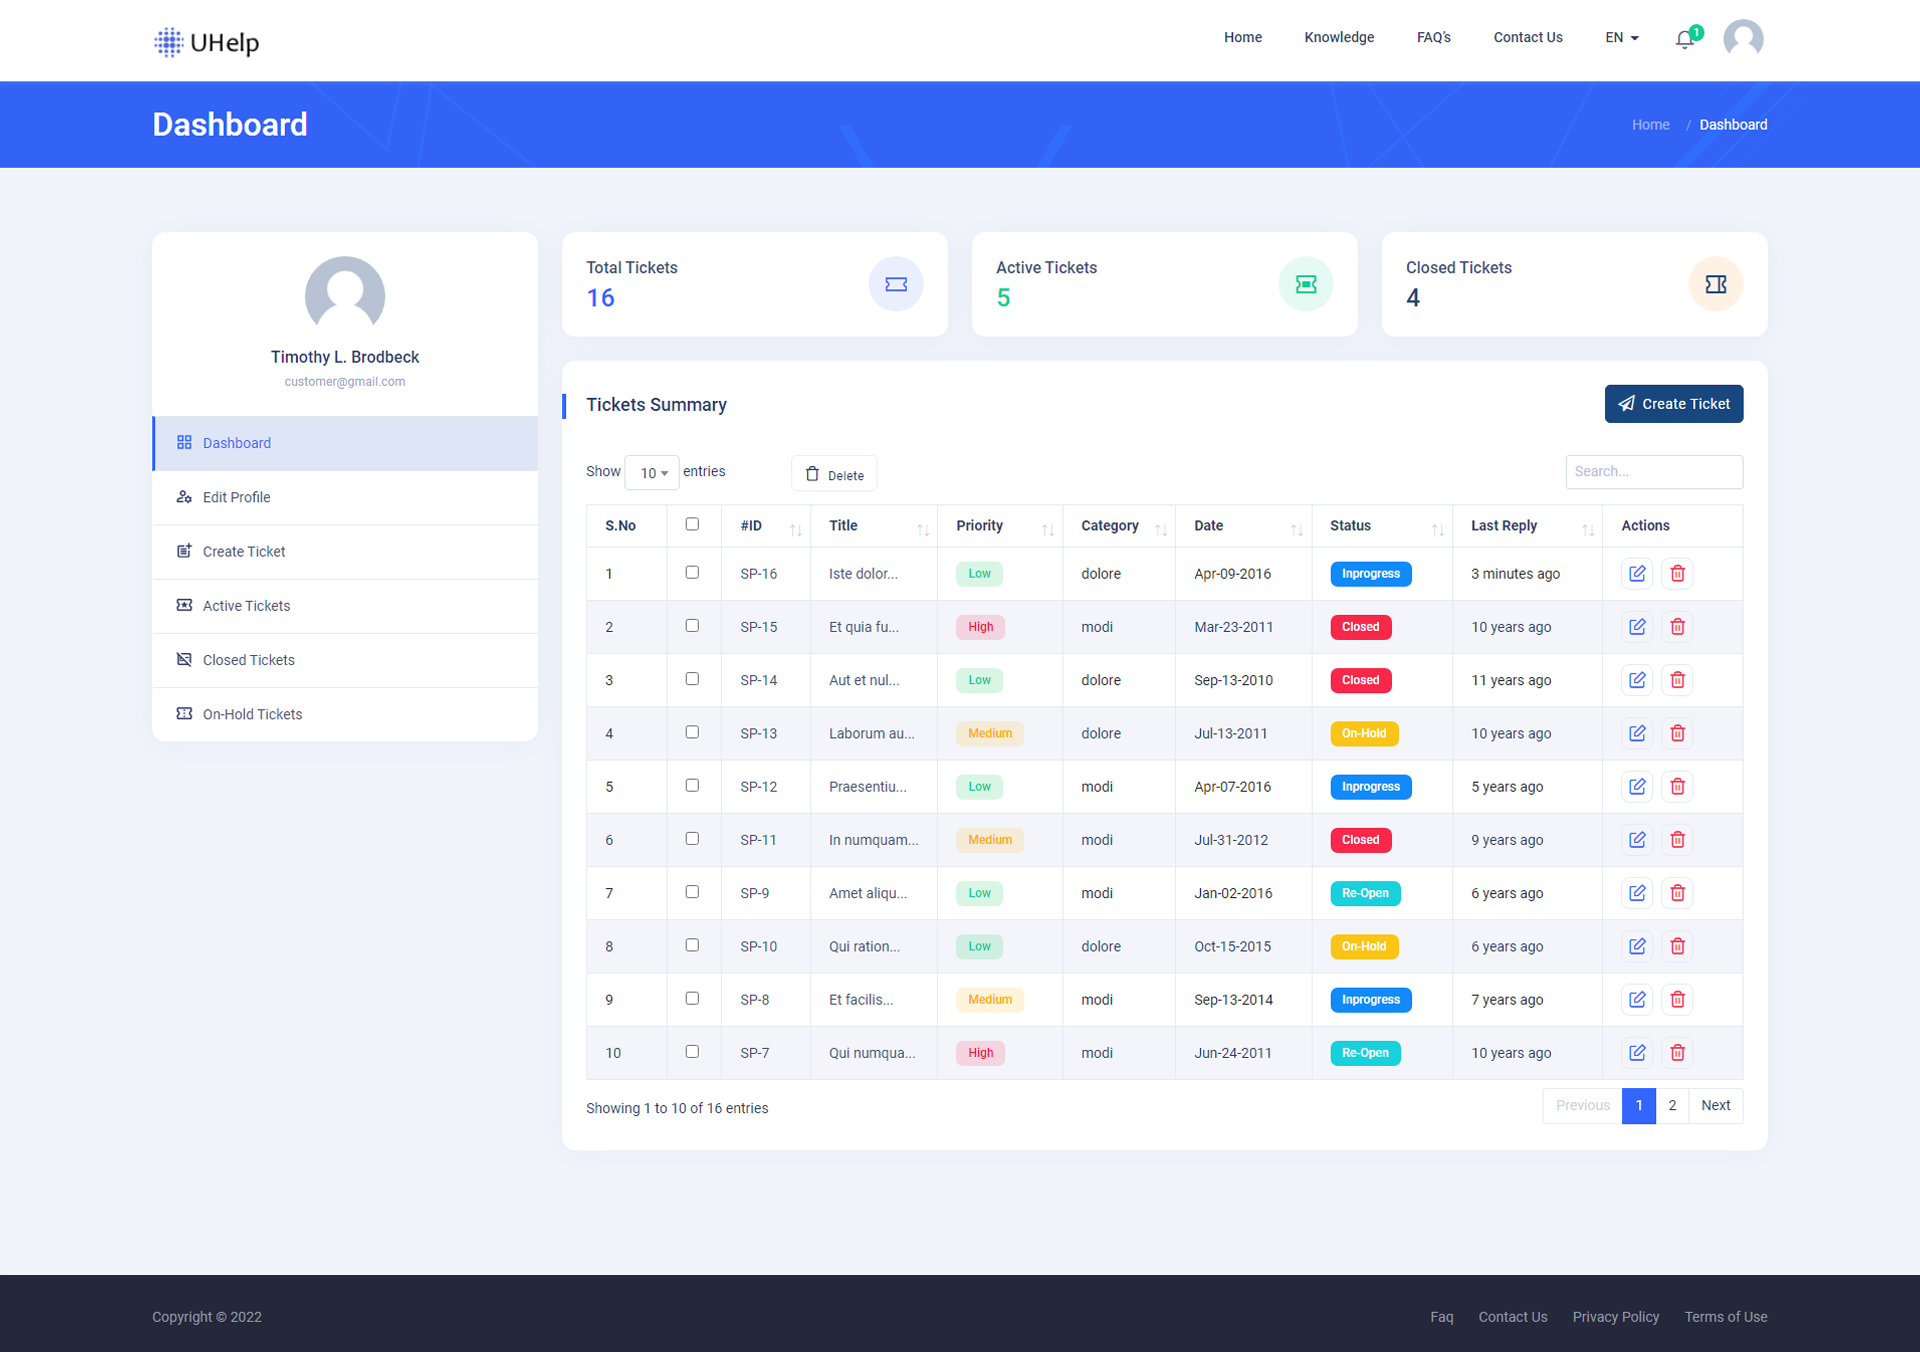 UHelp
Home Knowledge FAQ's Contact Us EN 1
Dashboard
Home / Dashboard
Timothy L. Brodbeck
customer@gmail.com
Dashboard
Edit Profile
Create Ticket
Active Tickets
Closed Tickets
On-Hold Tickets
Total Tickets
16
Active Tickets
5
Closed Tickets
4
Tickets Summary
Create Ticket
Show 10 entries
Delete
Search...
S.No #ID Title Priority Category Date Status Last Reply Actions
1 SP-16 Iste dolor... Low dolore Apr-09-2016 Inprogress 3 minutes ago
2 SP-15 Et quia fu... High modi Mar-23-2011 Closed 10 years ago
3 SP-14 Aut et nul... Low dolore Sep-13-2010 Closed 11 years ago
4 SP-13 Laborum au... Medium dolore Jul-13-2011 On-Hold 10 years ago
5 SP-12 Praesentiu... Low modi Apr-07-2016 Inprogress 5 years ago
6 SP-11 In numquam... Medium modi Jul-31-2012 Closed 9 years ago
7 SP-9 Amet aliqu... Low modi Jan-02-2016 Re-Open 6 years ago
8 SP-10 Qui ration... Low dolore Oct-15-2015 On-Hold 6 years ago
9 SP-8 Et facilis... Medium modi Sep-13-2014 Inprogress 7 years ago
10 SP-7 Qui numqua... High modi Jun-24-2011 Re-Open 10 years ago
Showing 1 to 10 of 16 entries
Previous 1 2 Next
Copyright © 2022
Faq Contact Us Privacy Policy Terms of Use